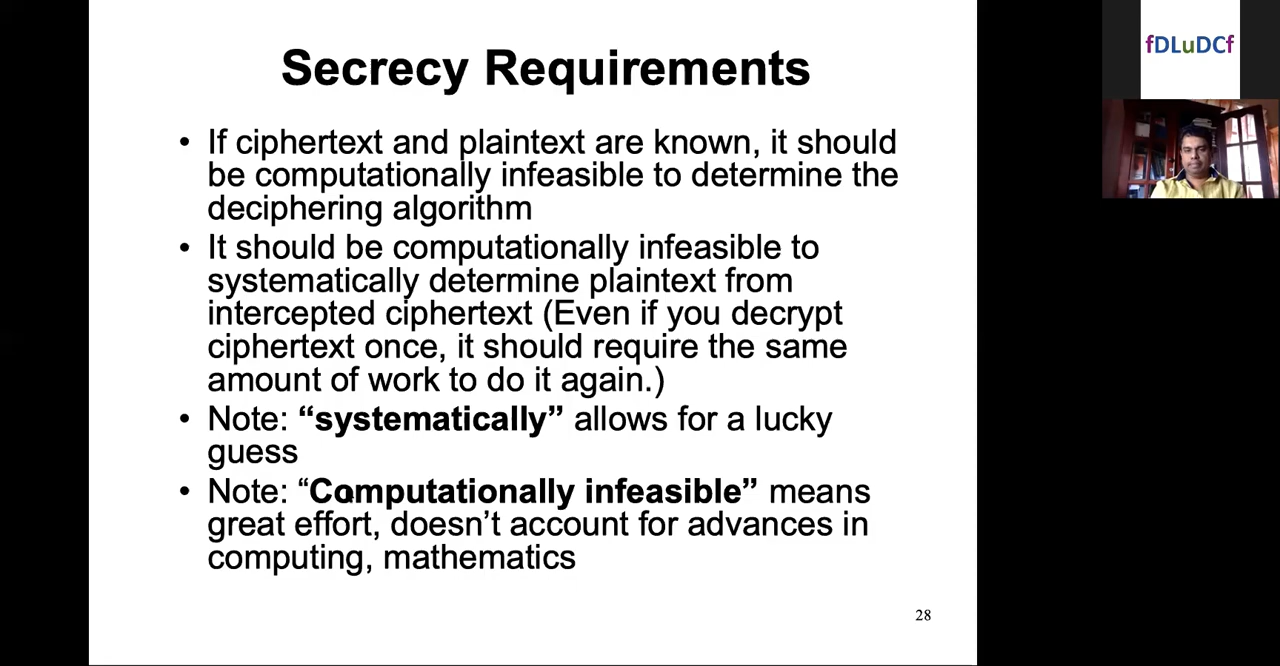 Secrecy Requirements
fDLuDCf
• If ciphertext and plaintext are known, it should
be computationally infeasible to determine the
deciphering algorithm
• It should be computationally infeasible to
systematically determine plaintext from
intercepted ciphertext (Even if you decrypt
ciphertext once, it should require the same
amount of work to do it again.)
• Note: “systematically” allows for a lucky
guess
• Note: “Computationally infeasible” means
great effort, doesn’t account for advances in
computing, mathematics
28